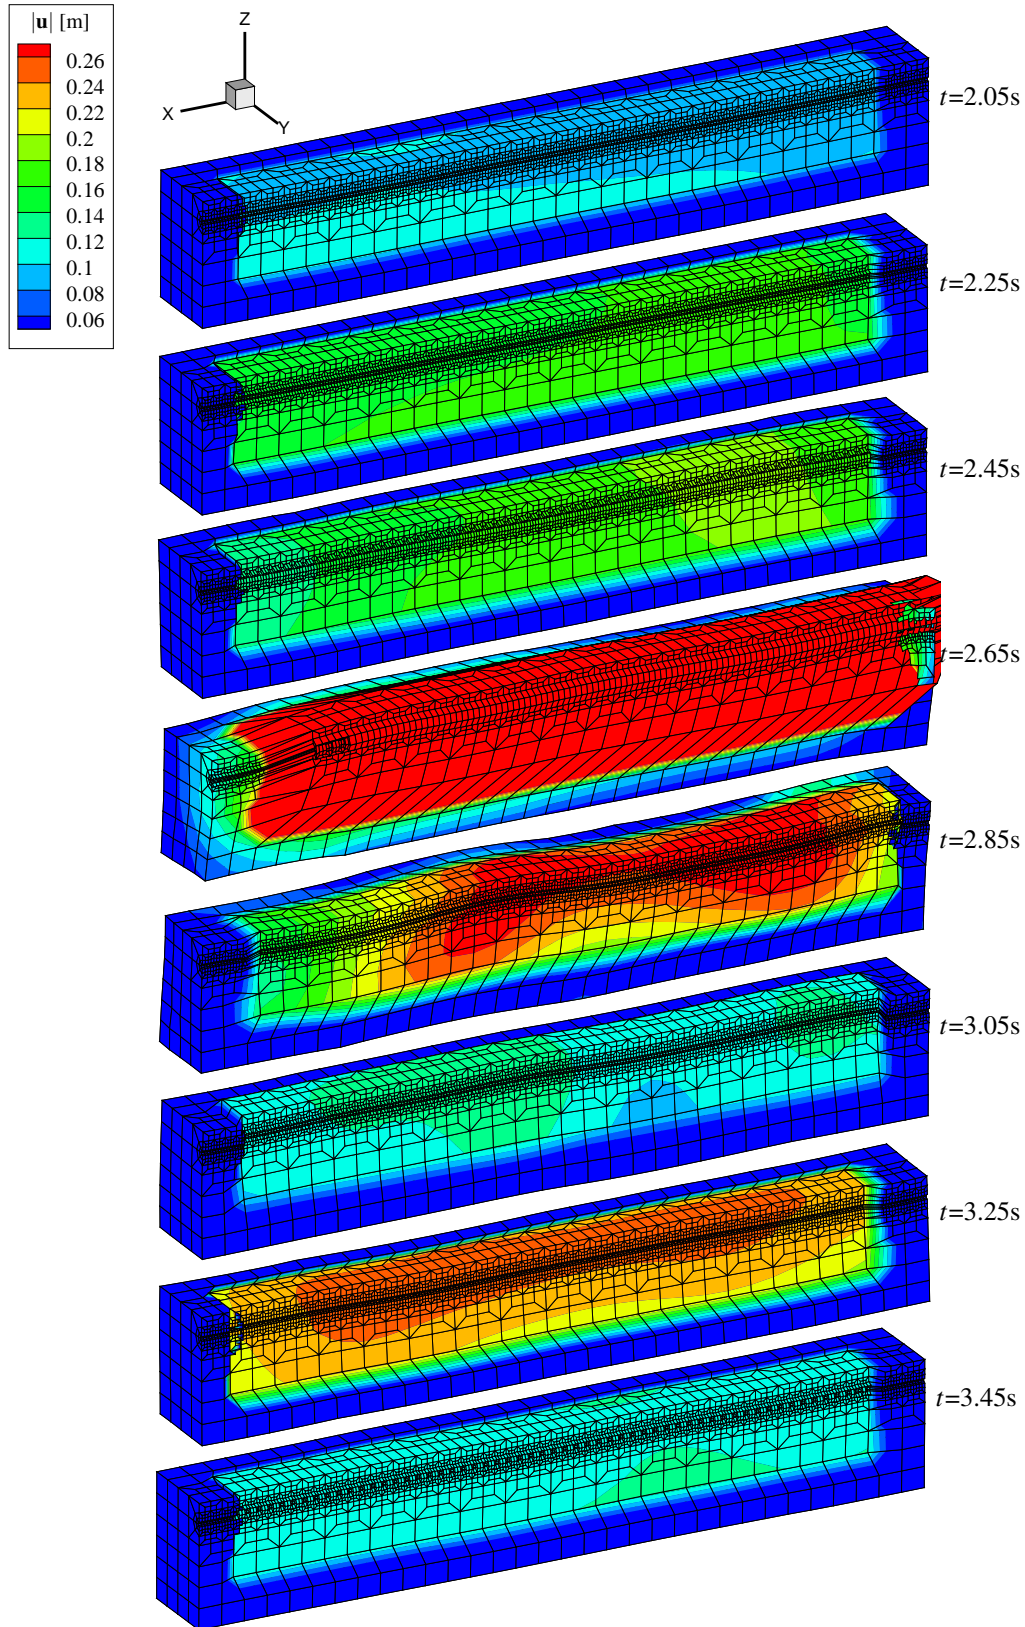 |u| [m]
0.26
0.24
0.22
0.2
0.18
0.16
0.14
0.12
0.1
0.08
0.06
Z
X
Y
t=2.05s
t=2.25s
t=2.45s
t=2.65s
t=2.85s
t=3.05s
t=3.25s
t=3.45s